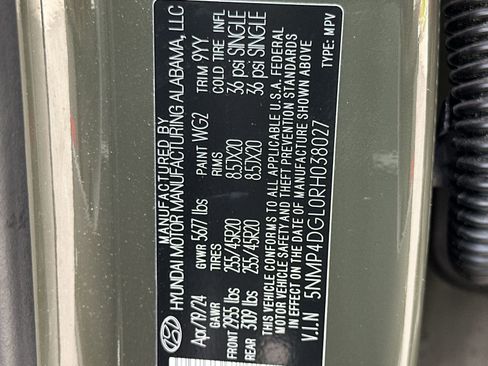 MANUFACTURED BY
HYUNDAI MOTOR MANUFACTURING ALABAMA, LLC
Apr/19/24 GVWR 5677 lbs PAINT WG2 TRIM 9YY
GAWR TIRES RIMS COLD TIRE INFL
FRONT 2955 lbs 255/45R20 8.5JX20 36 psi SINGLE
REAR 3109 lbs 255/45R20 8.5JX20 36 psi SINGLE
THIS VEHICLE CONFORMS TO ALL APPLICABLE U.S.A. FEDERAL
MOTOR VEHICLE SAFETY AND THEFT PREVENTION STANDARDS
IN EFFECT ON THE DATE OF MANUFACTURE SHOWN ABOVE
V.I.N 5NMP4DGL0RH038027 TYPE: MPV